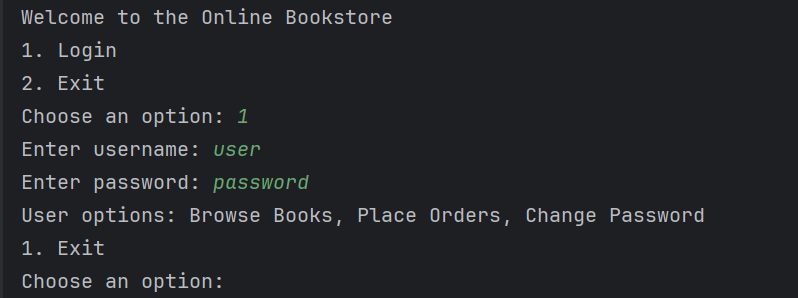 Welcome to the Online Bookstore
1. Login
2. Exit
Choose an option: 1
Enter username: user
Enter password: password
User options: Browse Books, Place Orders, Change Password
1. Exit
Choose an option: